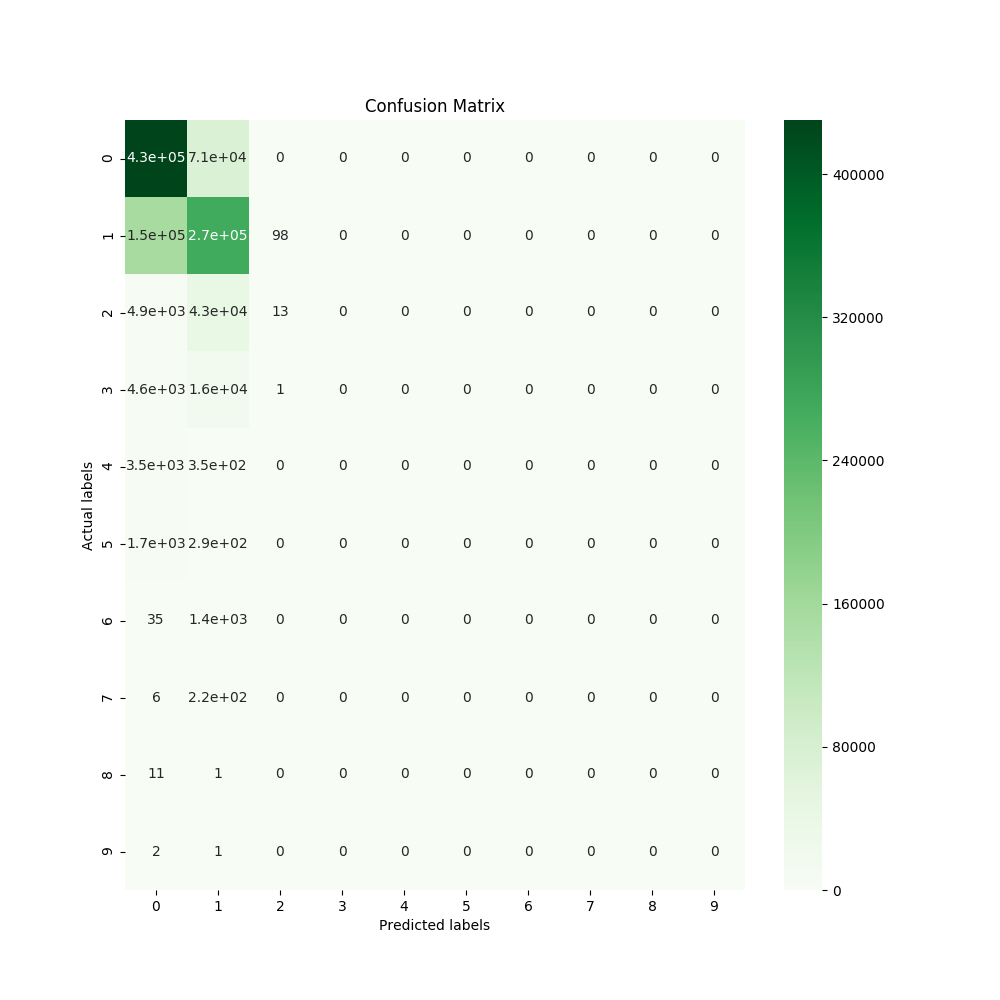 Confusion Matrix
0 4.3e+05 7.1e+04 0 0 0 0 0 0 0 0
1 1.5e+05 2.7e+05 98 0 0 0 0 0 0 0
2 4.9e+03 4.3e+04 13 0 0 0 0 0 0 0
3 4.6e+03 1.6e+04 1 0 0 0 0 0 0 0
4 3.5e+03 3.5e+02 0 0 0 0 0 0 0 0
5 1.7e+03 2.9e+02 0 0 0 0 0 0 0 0
6 35 1.4e+03 0 0 0 0 0 0 0 0
7 6 2.2e+02 0 0 0 0 0 0 0 0
8 11 1 0 0 0 0 0 0 0 0
9 2 1 0 0 0 0 0 0 0 0
0 1 2 3 4 5 6 7 8 9
Predicted labels
Actual labels
400000
320000
240000
160000
80000
0